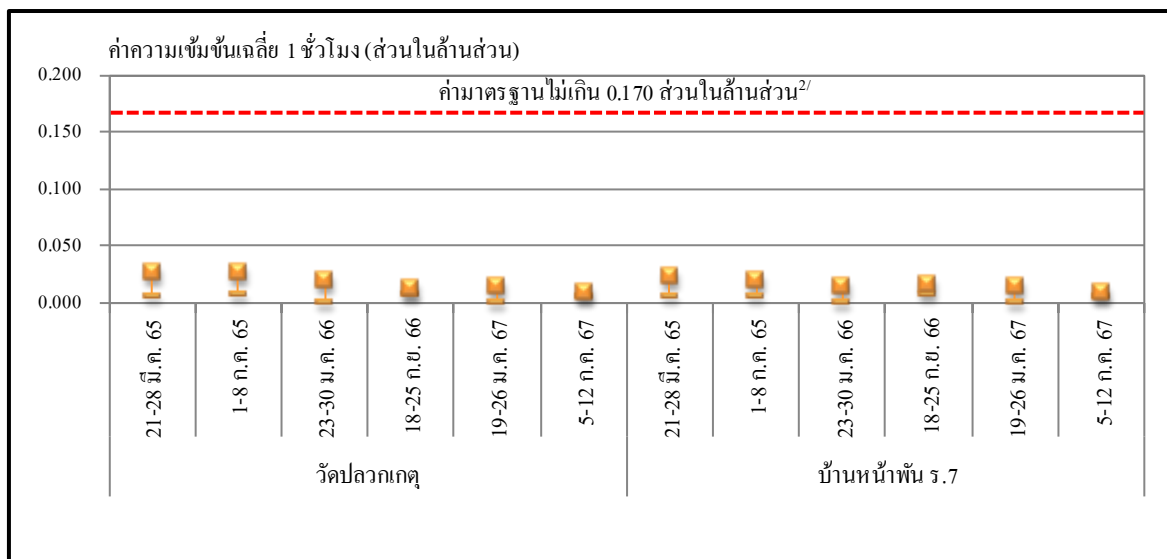 ค่าความเข้มข้นเฉลี่ย 1 ชั่วโมง (ส่วนในล้านส่วน)
0.200
ค่ามาตรฐานไม่เกิน 0.170 ส่วนในล้านส่วน2/
0.150
0.100
0.050
0.000
21-28 มี.ค. 65
1-8 ก.ค. 65
23-30 ม.ค. 66
18-25 ก.ย. 66
19-26 ม.ค. 67
5-12 ก.ค. 67
21-28 มี.ค. 65
1-8 ก.ค. 65
23-30 ม.ค. 66
18-25 ก.ย. 66
19-26 ม.ค. 67
5-12 ก.ค. 67
วัดปลวกเกตุ
บ้านหน้าพัน ร.7